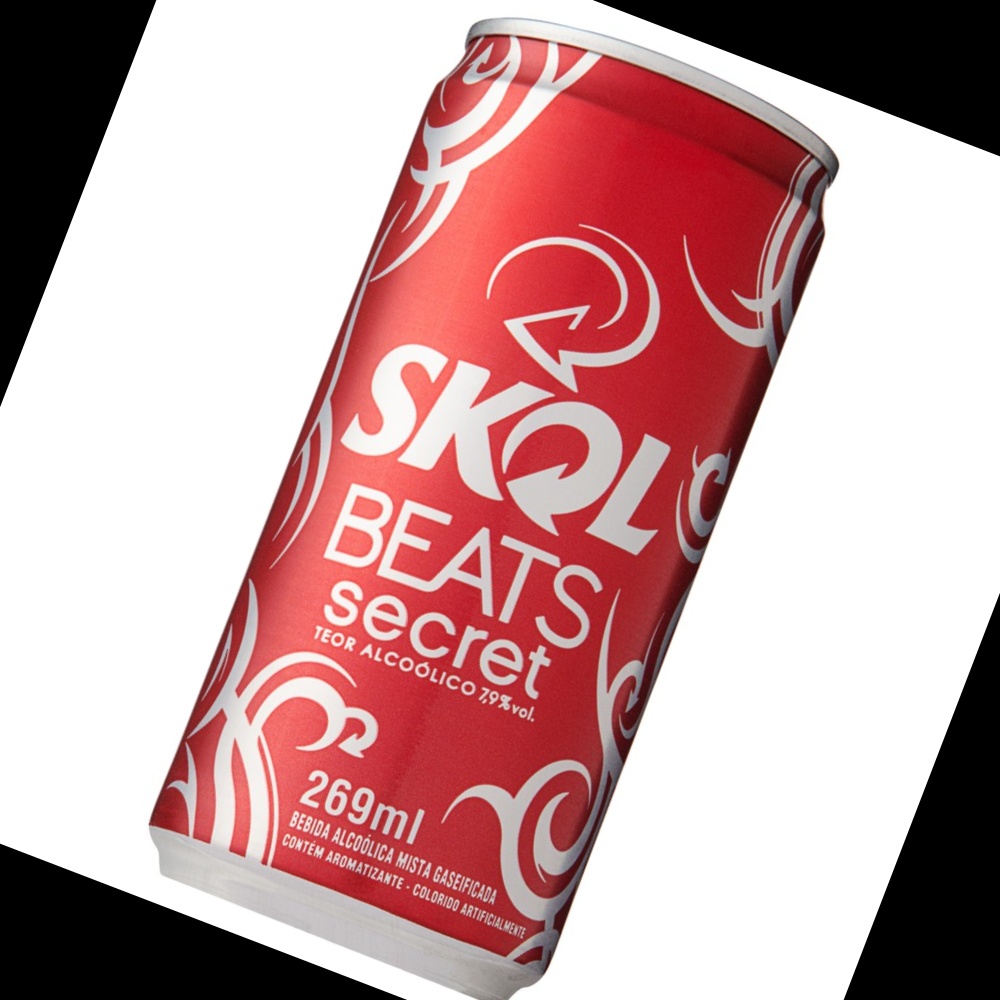 SKOL
BEATS
secret
TEOR ALCOÓLICO 7,9%vol.
269ml
BEBIDA ALCOÓLICA MISTA GASEIFICADA
CONTÉM AROMATIZANTE - COLORIDO ARTIFICIALMENTE